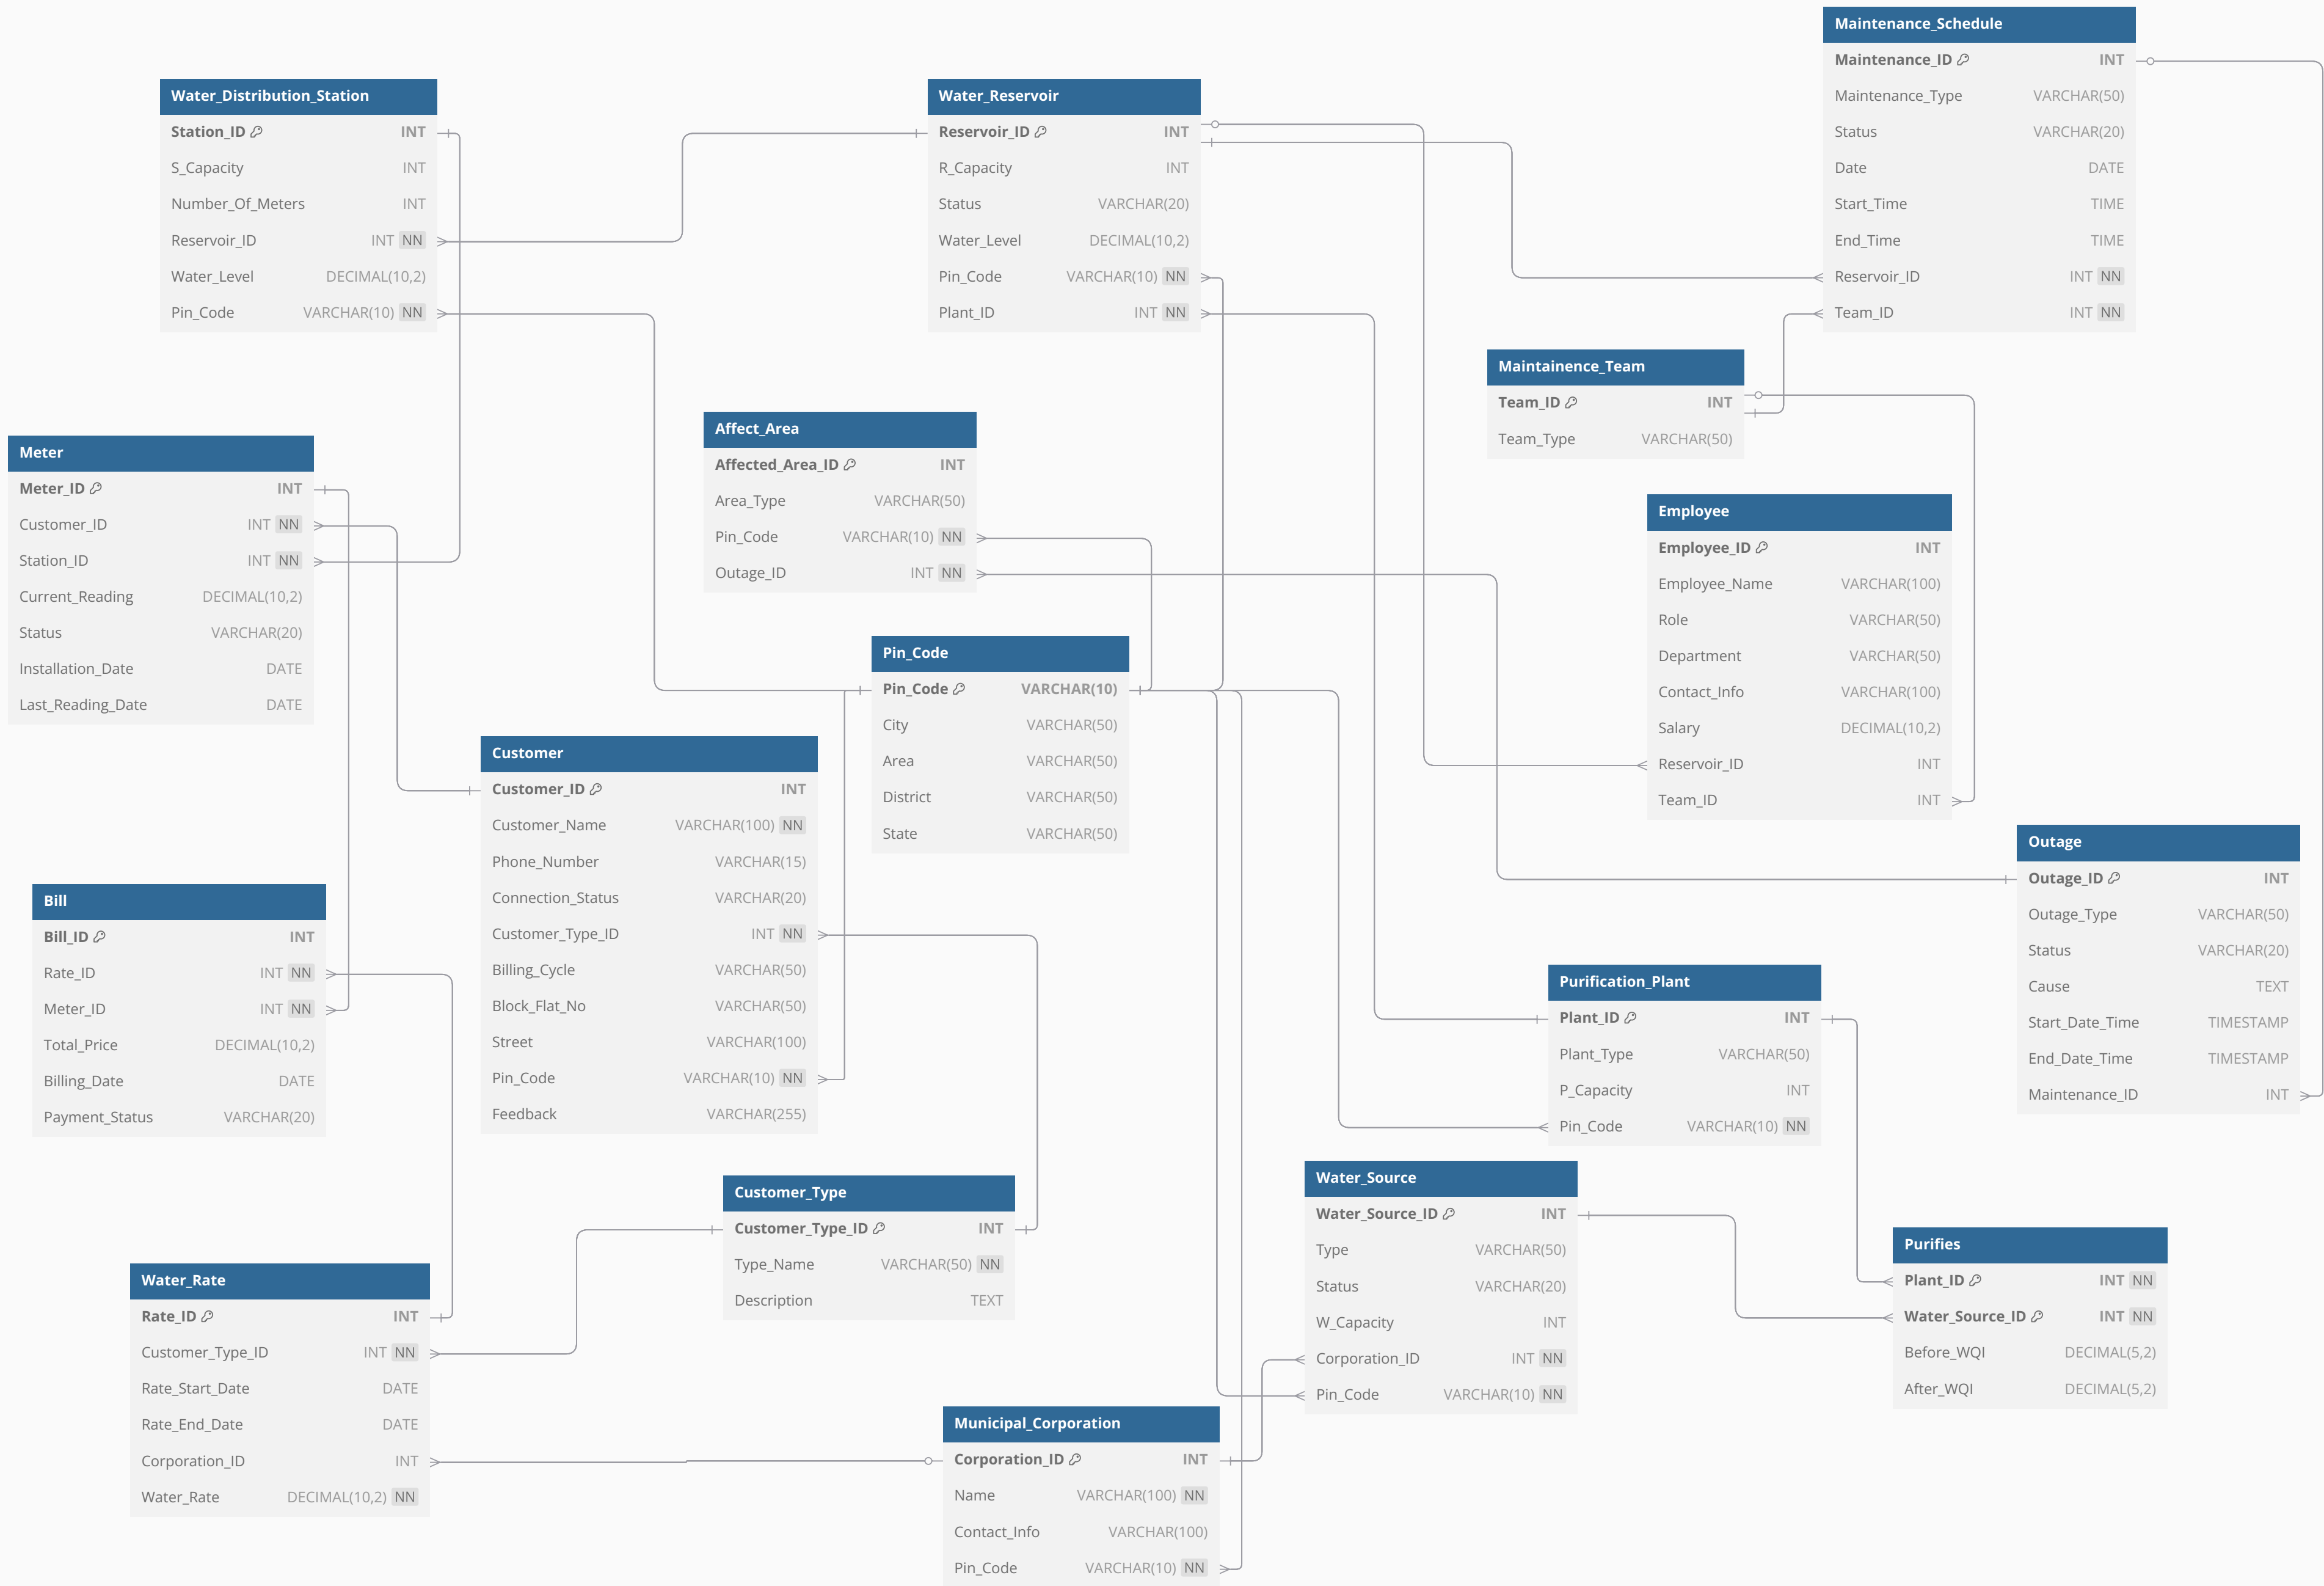 Maintenance_Schedule
Maintenance_ID INT
Maintenance_Type VARCHAR(50)
Status VARCHAR(20)
Date DATE
Start_Time TIME
End_Time TIME
Reservoir_ID INT NN
Team_ID INT NN
Water_Distribution_Station
Station_ID INT
S_Capacity INT
Number_Of_Meters INT
Reservoir_ID INT NN
Water_Level DECIMAL(10,2)
Pin_Code VARCHAR(10) NN
Water_Reservoir
Reservoir_ID INT
R_Capacity INT
Status VARCHAR(20)
Water_Level DECIMAL(10,2)
Pin_Code VARCHAR(10) NN
Plant_ID INT NN
Maintainence_Team
Team_ID INT
Team_Type VARCHAR(50)
Affect_Area
Affected_Area_ID INT
Area_Type VARCHAR(50)
Pin_Code VARCHAR(10) NN
Outage_ID INT NN
Meter
Meter_ID INT
Customer_ID INT NN
Station_ID INT NN
Current_Reading DECIMAL(10,2)
Status VARCHAR(20)
Installation_Date DATE
Last_Reading_Date DATE
Employee
Employee_ID INT
Employee_Name VARCHAR(100)
Role VARCHAR(50)
Department VARCHAR(50)
Contact_Info VARCHAR(100)
Salary DECIMAL(10,2)
Reservoir_ID INT
Team_ID INT
Pin_Code
Pin_Code VARCHAR(10)
City VARCHAR(50)
Area VARCHAR(50)
District VARCHAR(50)
State VARCHAR(50)
Customer
Customer_ID INT
Customer_Name VARCHAR(100) NN
Phone_Number VARCHAR(15)
Connection_Status VARCHAR(20)
Customer_Type_ID INT NN
Billing_Cycle VARCHAR(50)
Block_Flat_No VARCHAR(50)
Street VARCHAR(100)
Pin_Code VARCHAR(10) NN
Feedback VARCHAR(255)
Outage
Outage_ID INT
Outage_Type VARCHAR(50)
Status VARCHAR(20)
Cause TEXT
Start_Date_Time TIMESTAMP
End_Date_Time TIMESTAMP
Maintenance_ID INT
Bill
Bill_ID INT
Rate_ID INT NN
Meter_ID INT NN
Total_Price DECIMAL(10,2)
Billing_Date DATE
Payment_Status VARCHAR(20)
Purification_Plant
Plant_ID INT
Plant_Type VARCHAR(50)
P_Capacity INT
Pin_Code VARCHAR(10) NN
Customer_Type
Customer_Type_ID INT
Type_Name VARCHAR(50) NN
Description TEXT
Water_Source
Water_Source_ID INT
Type VARCHAR(50)
Status VARCHAR(20)
W_Capacity INT
Corporation_ID INT NN
Pin_Code VARCHAR(10) NN
Purifies
Plant_ID INT NN
Water_Source_ID INT NN
Before_WQI DECIMAL(5,2)
After_WQI DECIMAL(5,2)
Water_Rate
Rate_ID INT
Customer_Type_ID INT NN
Rate_Start_Date DATE
Rate_End_Date DATE
Corporation_ID INT
Water_Rate DECIMAL(10,2) NN
Municipal_Corporation
Corporation_ID INT
Name VARCHAR(100) NN
Contact_Info VARCHAR(100)
Pin_Code VARCHAR(10) NN